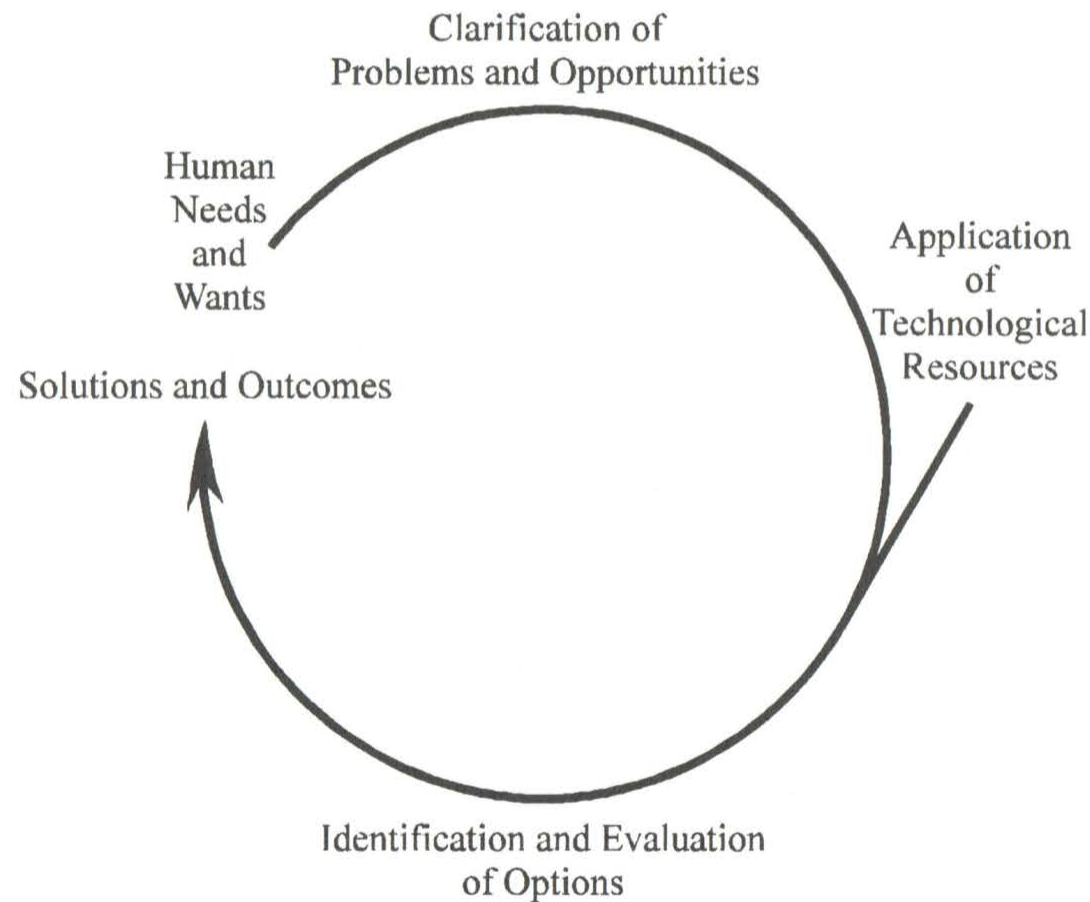 Clarification of
Problems and Opportunities
Human
Needs
and
Wants
Application
of
Technological
Resources
Solutions and Outcomes
Identification and Evaluation
of Options